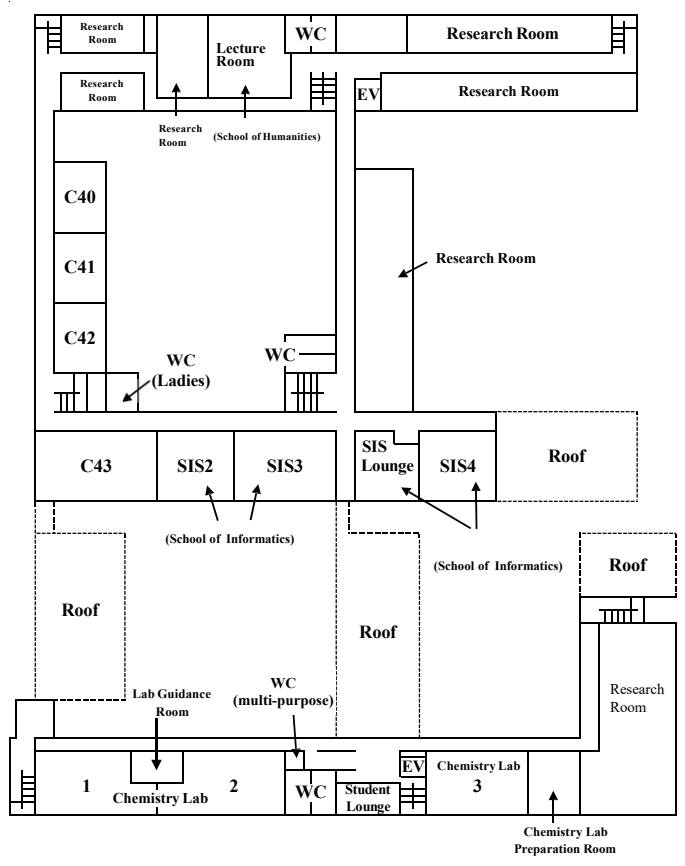 Research
Room
Lecture
Room
WC
Research Room
Research
Room
EV
Research Room
Research
Room
(School of Humanities)
C40
C41
Research Room
C42
WC
(Ladies)
WC
C43
SIS2
SIS3
SIS
Lounge
SIS4
Roof
(School of Informatics)
(School of Informatics)
Roof
Roof
Roof
Lab Guidance
Room
WC
(multi-purpose)
Research
Room
1
Chemistry Lab
2
WC
Student
Lounge
EV
Chemistry Lab
3
Chemistry Lab
Preparation Room